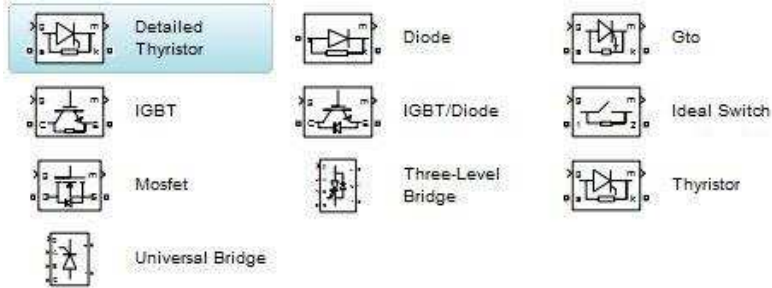 Detailed
Thyristor
Diode
Gto
IGBT
IGBT/Diode
Ideal Switch
Mosfet
Three-Level
Bridge
Thyristor
Universal Bridge